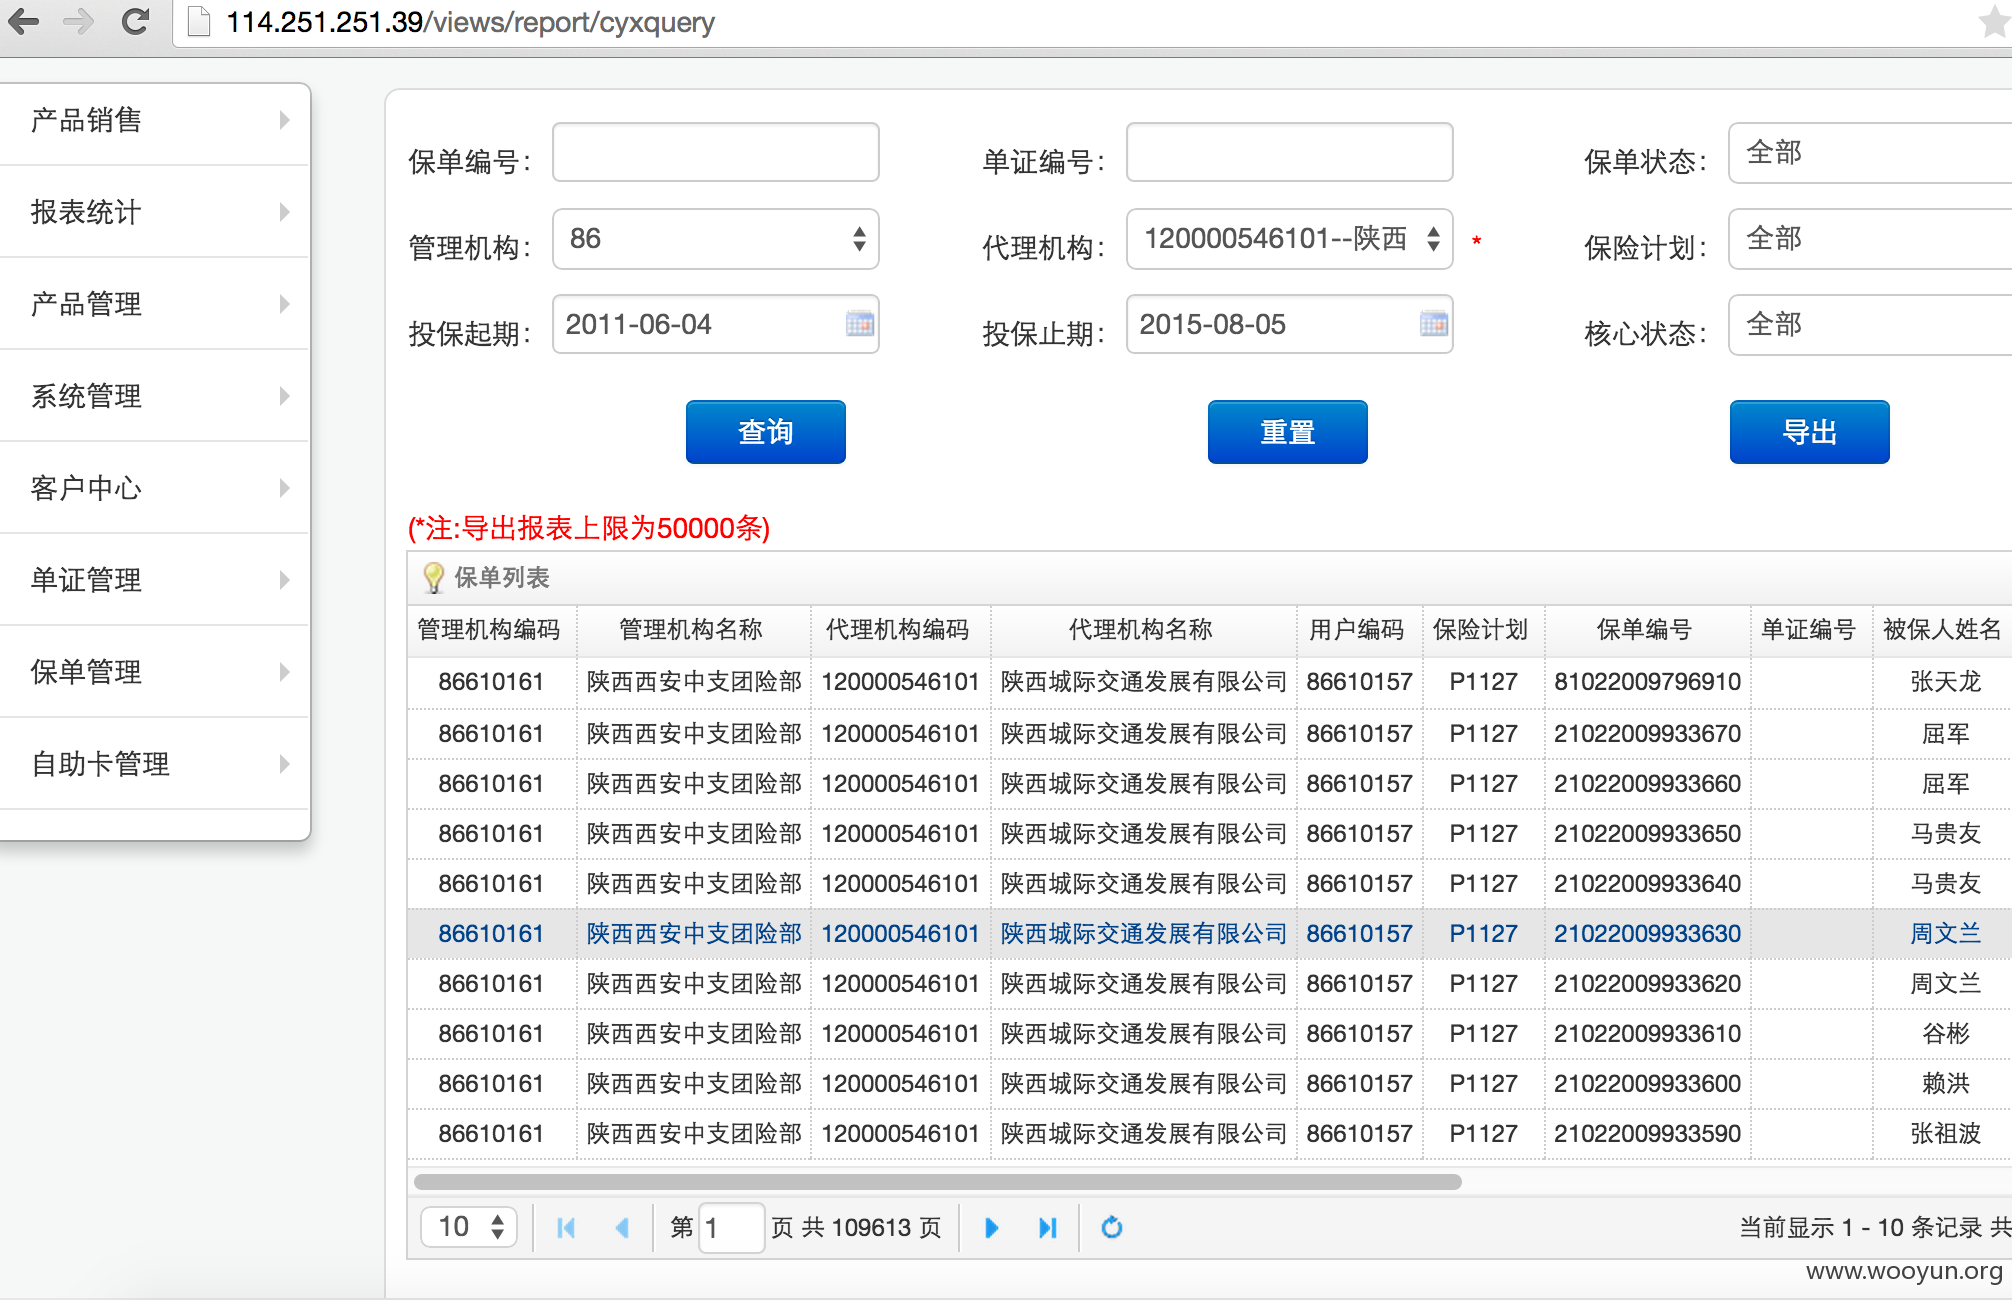 114.251.251.39/views/report/cyxquery
产品销售
报表统计
产品管理
系统管理
客户中心
单证管理
保单管理
自助卡管理
保单编号： 单证编号： 保单状态： 全部
管理机构： 86 代理机构： 120000546101--陕西 * 保险计划： 全部
投保起期： 2011-06-04 投保止期： 2015-08-05 核心状态： 全部
查询 重置 导出
(*注:导出报表上限为50000条)
保单列表
管理机构编码 管理机构名称 代理机构编码 代理机构名称 用户编码 保险计划 保单编号 单证编号 被保人姓名
86610161 陕西西安中支团险部 120000546101 陕西城际交通发展有限公司 86610157 P1127 81022009796910 张天龙
86610161 陕西西安中支团险部 120000546101 陕西城际交通发展有限公司 86610157 P1127 21022009933670 屈军
86610161 陕西西安中支团险部 120000546101 陕西城际交通发展有限公司 86610157 P1127 21022009933660 屈军
86610161 陕西西安中支团险部 120000546101 陕西城际交通发展有限公司 86610157 P1127 21022009933650 马贵友
86610161 陕西西安中支团险部 120000546101 陕西城际交通发展有限公司 86610157 P1127 21022009933640 马贵友
86610161 陕西西安中支团险部 120000546101 陕西城际交通发展有限公司 86610157 P1127 21022009933630 周文兰
86610161 陕西西安中支团险部 120000546101 陕西城际交通发展有限公司 86610157 P1127 21022009933620 周文兰
86610161 陕西西安中支团险部 120000546101 陕西城际交通发展有限公司 86610157 P1127 21022009933610 谷彬
86610161 陕西西安中支团险部 120000546101 陕西城际交通发展有限公司 86610157 P1127 21022009933600 赖洪
86610161 陕西西安中支团险部 120000546101 陕西城际交通发展有限公司 86610157 P1127 21022009933590 张祖波
10 第 1 页 共 109613 页 当前显示 1 - 10 条记录 共
www.wooyun.org